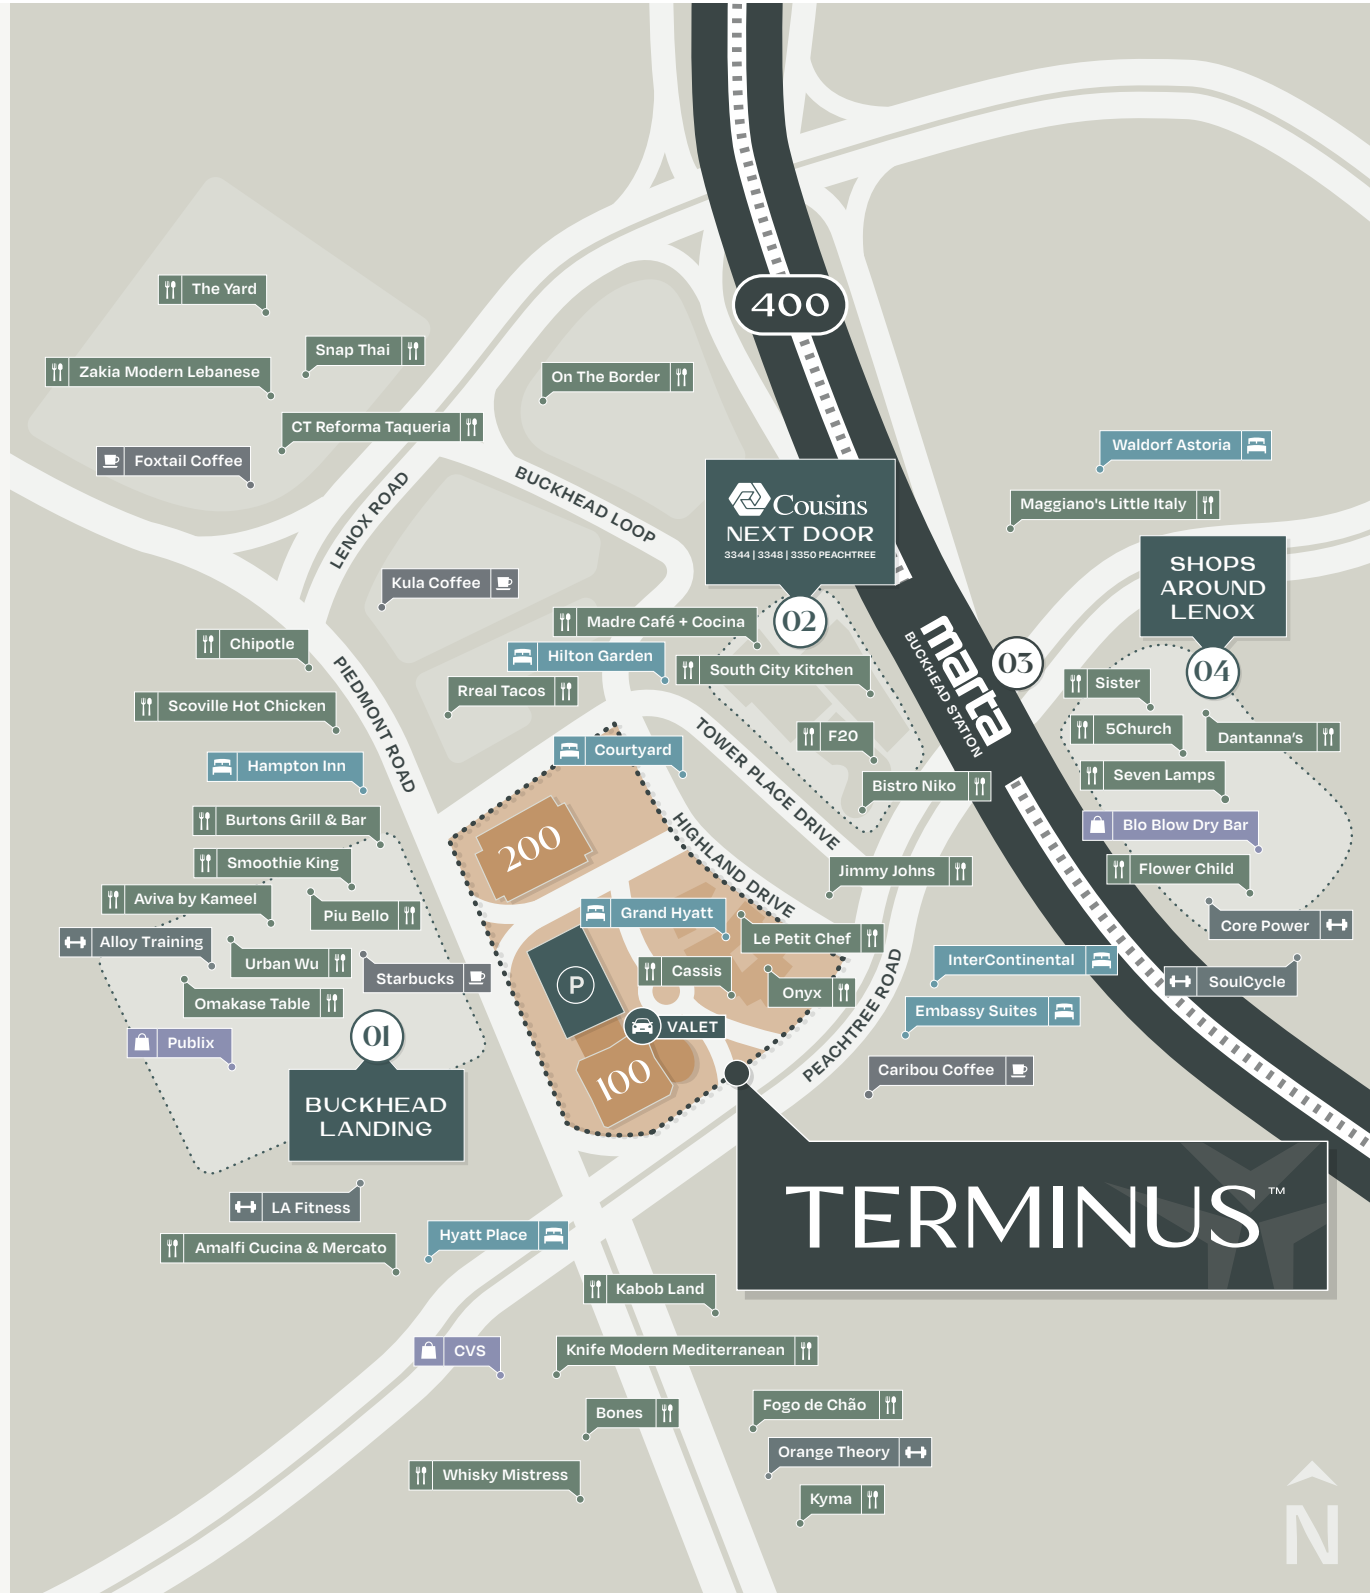 The Yard
400
Snap Thai
Zakia Modern Lebanese
On The Border
CT Reforma Taqueria
Waldorf Astoria
Foxtail Coffee
LENOX ROAD
BUCKHEAD LOOP
Cousins
NEXT DOOR
3344 | 3348 | 3350 PEACHTREE
Maggiano's Little Italy
SHOPS
AROUND
LENOX
Kula Coffee
Madre Café + Cocina
02
Chipotle
Hilton Garden
South City Kitchen
marta
BUCKHEAD STATION
03
04
Sister
Rreal Tacos
Scoville Hot Chicken
PIEDMONT ROAD
5Church
Dantanna's
F20
Courtyard
TOWER PLACE DRIVE
Hampton Inn
Bistro Niko
Seven Lamps
Burtons Grill & Bar
Blo Blow Dry Bar
200
HIGHLAND DRIVE
Smoothie King
Jimmy Johns
Flower Child
Aviva by Kameel
Piu Bello
Grand Hyatt
Core Power
Alloy Training
Le Petit Chef
Urban Wu
InterContinental
Starbucks
Cassis
SoulCycle
P
Onyx
Omakase Table
PEACHTREE ROAD
Embassy Suites
VALET
01
Publix
Caribou Coffee
100
BUCKHEAD
LANDING
LA Fitness
TERMINUS™
Hyatt Place
Amalfi Cucina & Mercato
Kabob Land
CVS
Knife Modern Mediterranean
Bones
Fogo de Chão
Orange Theory
Whisky Mistress
Kyma
N